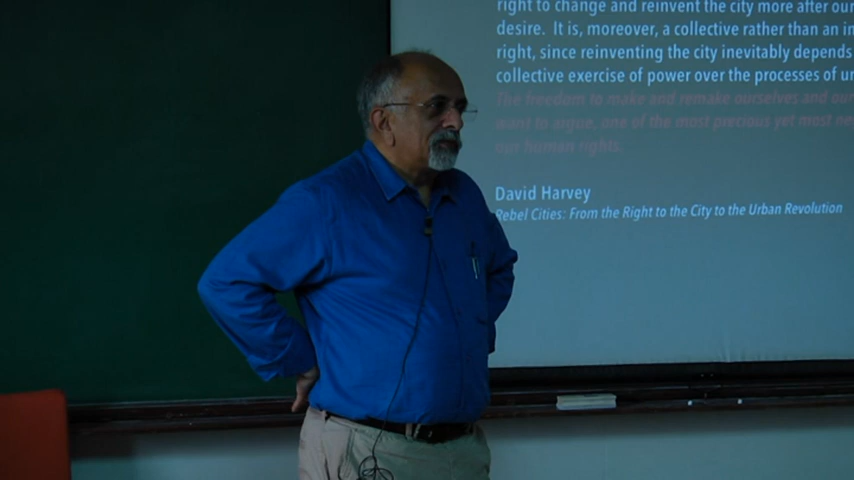 right to change and reinvent the city more after our
desire. It is, moreover, a collective rather than an in
right, since reinventing the city inevitably depends
collective exercise of power over the processes of ur
The freedom to make and remake ourselves and our
want to argue, one of the most precious yet most ne
our human rights.
David Harvey
Rebel Cities: From the Right to the City to the Urban Revolution